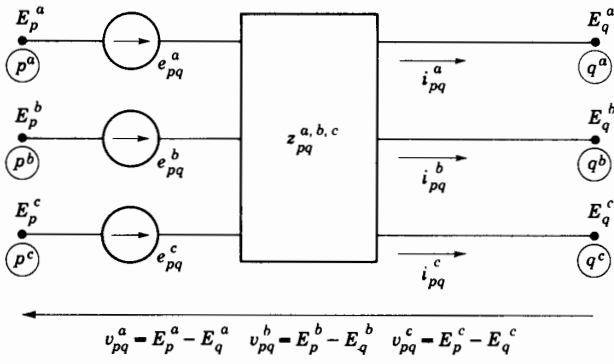 E_p^a E_q^a
p^a e_pq^a i_pq^a q^a
E_p^b E_q^b
z_pq^a,b,c
p^b e_pq^b i_pq^b q^b
E_p^c E_q^c
p^c e_pq^c i_pq^c q^c
v_pq^a = E_p^a − E_q^a v_pq^b = E_p^b − E_q^b v_pq^c = E_p^c − E_q^c